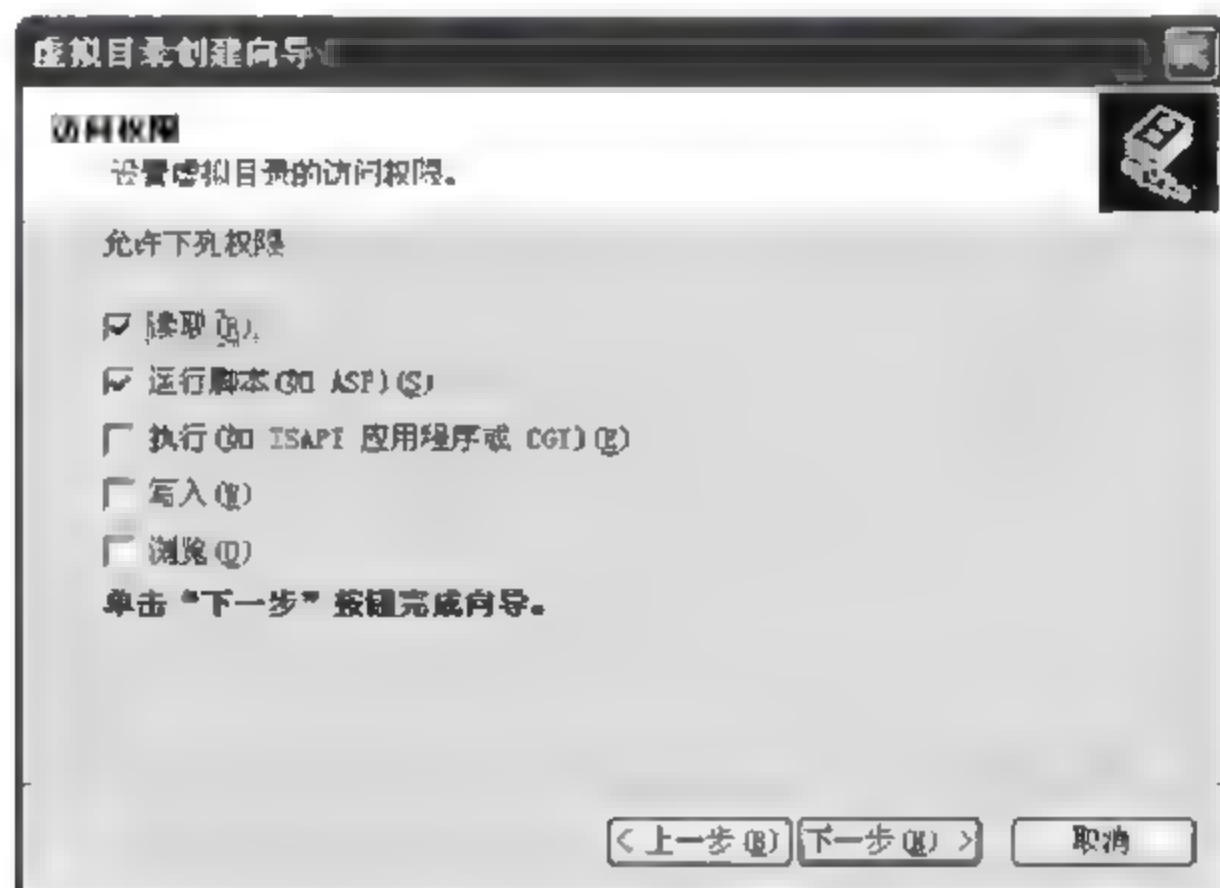 虚拟目录创建向导
访问权限
设置虚拟目录的访问权限。
允许下列权限
读取(R)
运行脚本(如 ASP)(S)
执行(如 ISAPI 应用程序或 CGI)(E)
写入(W)
浏览(O)
单击“下一步”按钮完成向导。
< 上一步(B) 下一步(N) > 取消